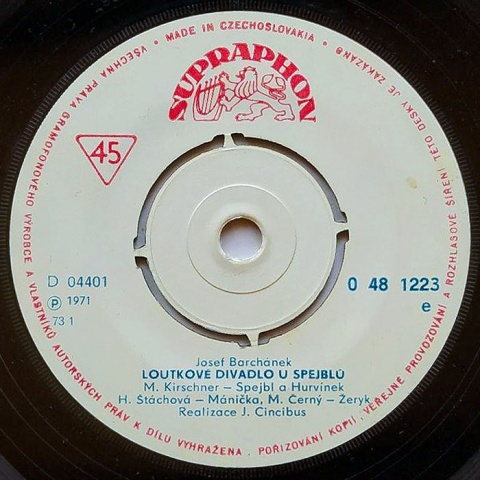 MADE IN CZECHOSLOVAKIA
VŠECHNA PRÁVA GRAMOFONOVÉHO VÝROBCE A VLASTNÍKŮ AUTORSKÝCH PRÁV K DÍLU VYHRAŽENA. POŘIZOVÁNÍ KOPIÍ, VEŘEJNÉ PROVOZOVÁNÍ A ROZHLASOVÉ ŠÍŘENÍ TÉTO DESKY JE ZAKÁZÁNO
SUPRAPHON
45
D 04401
Ⓟ 1971
73 1
0 48 1223
e
Josef Barchánek
LOUTKOVÉ DIVADLO U SPEJBLŮ
M. Kirschner – Spejbl a Hurvínek
H. Štáchová – Mánička, M. Černý – Žeryk
Realizace J. Cincibus